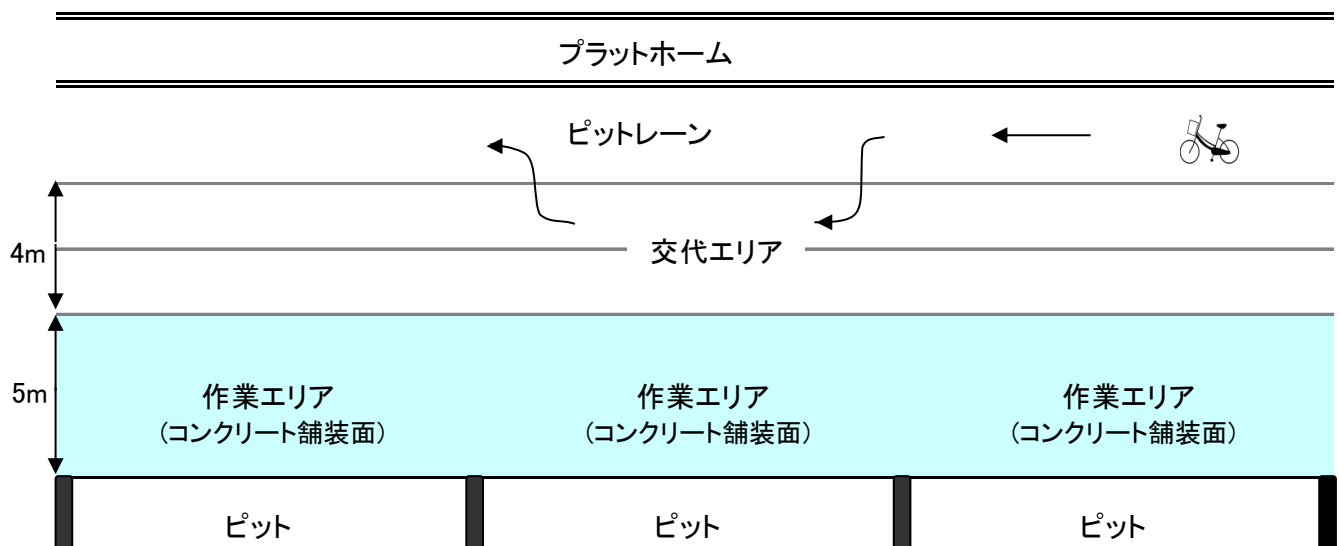 プラットホーム
ピットレーン
4m
交代エリア
5m
作業エリア
(コンクリート舗装面)
作業エリア
(コンクリート舗装面)
作業エリア
(コンクリート舗装面)
ピット
ピット
ピット